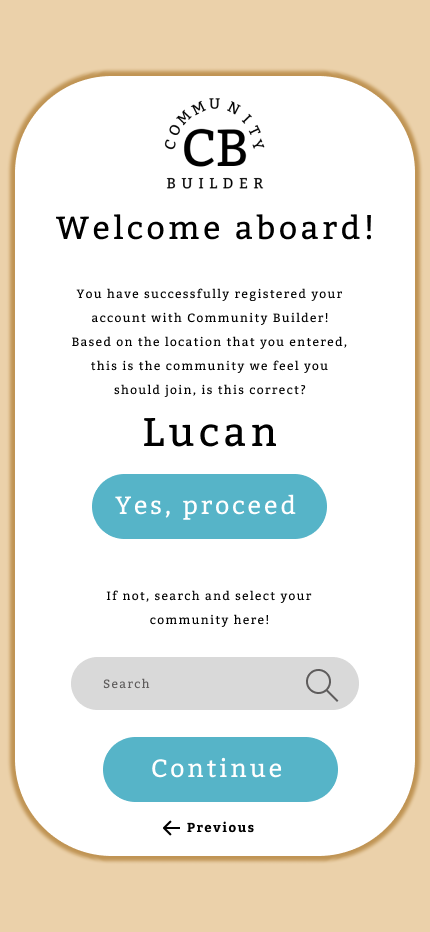 COMMUNITY
CB
BUILDER
Welcome aboard!
You have successfully registered your
account with Community Builder!
Based on the location that you entered,
this is the community we feel you
should join, is this correct?
Lucan
Yes, proceed
If not, search and select your
community here!
Search
Continue
Previous